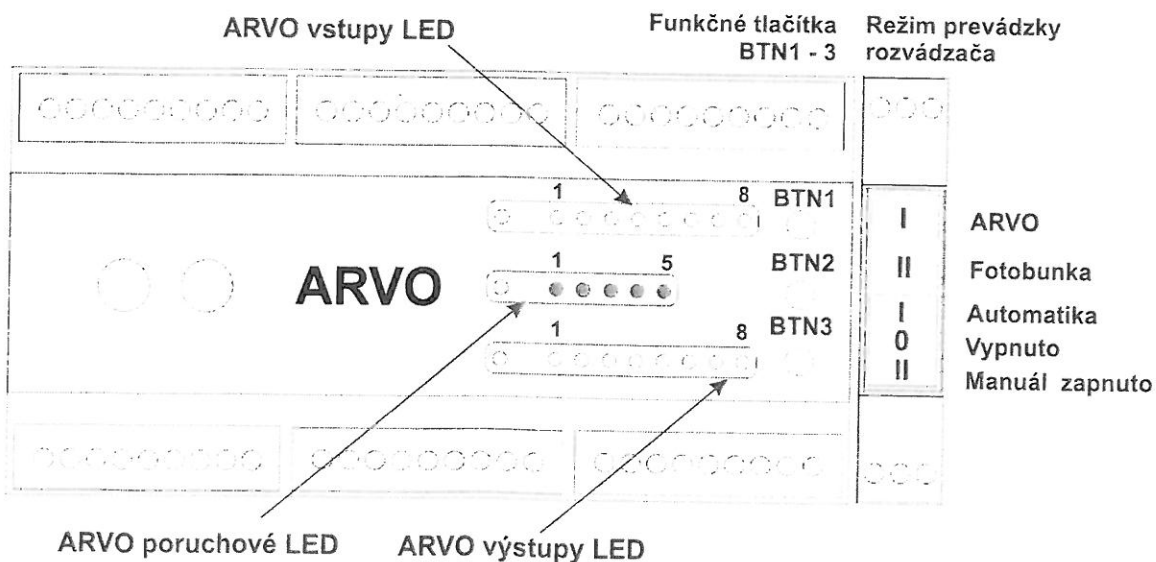 ARVO vstupy LED
Funkčné tlačítka
BTN1 - 3
Režim prevádzky
rozvádzača
1 8 BTN1
1 5 BTN2
ARVO
1 8 BTN3
I ARVO
II Fotobunka
I Automatika
0 Vypnuto
II Manuál zapnuto
ARVO poruchové LED
ARVO výstupy LED